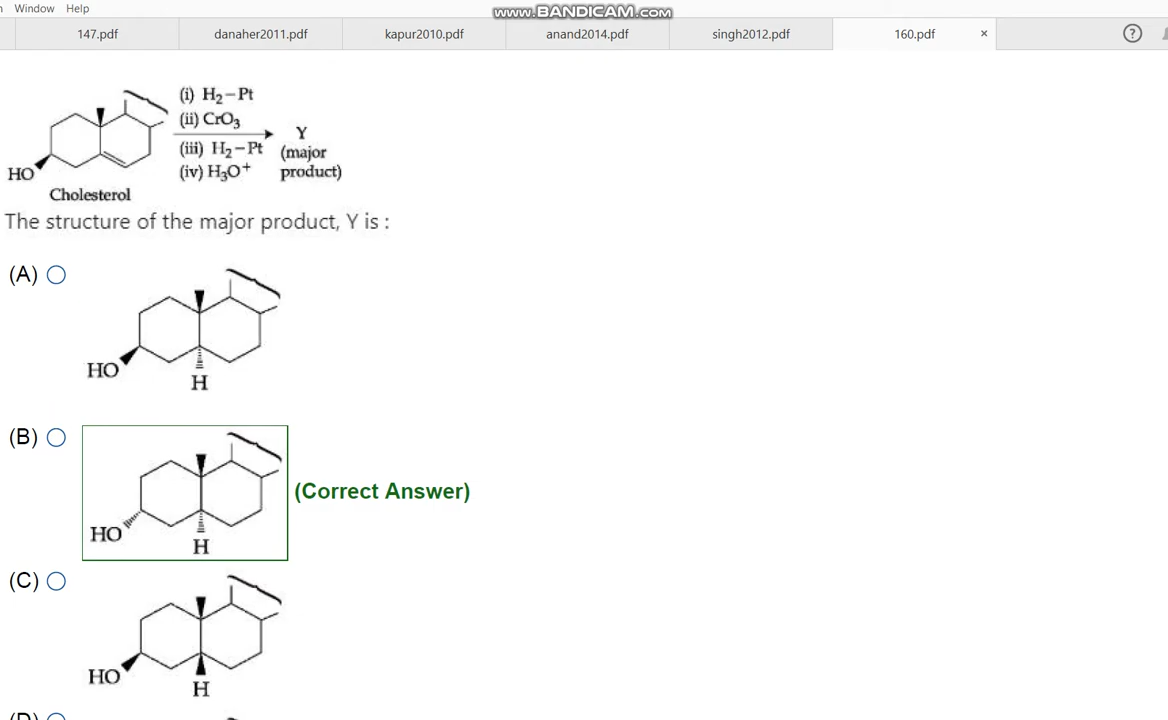 Window Help
www.BANDICAM.com
147.pdf danaher2011.pdf kapur2010.pdf anand2014.pdf singh2012.pdf 160.pdf × ?
(i) H2–Pt
(ii) CrO3
(iii) H2–Pt
(iv) H3O+
Y
(major
product)
HO
Cholesterol
The structure of the major product, Y is :
(A)
HO
H
(B)
(Correct Answer)
HO
H
(C)
HO
H